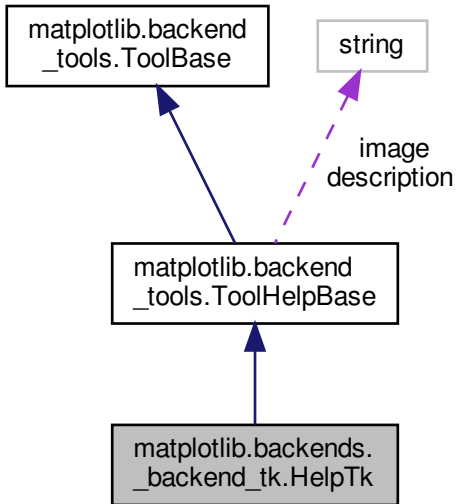 matplotlib.backend
_tools.ToolBase
string
image
description
matplotlib.backend
_tools.ToolHelpBase
matplotlib.backends.
_backend_tk.HelpTk